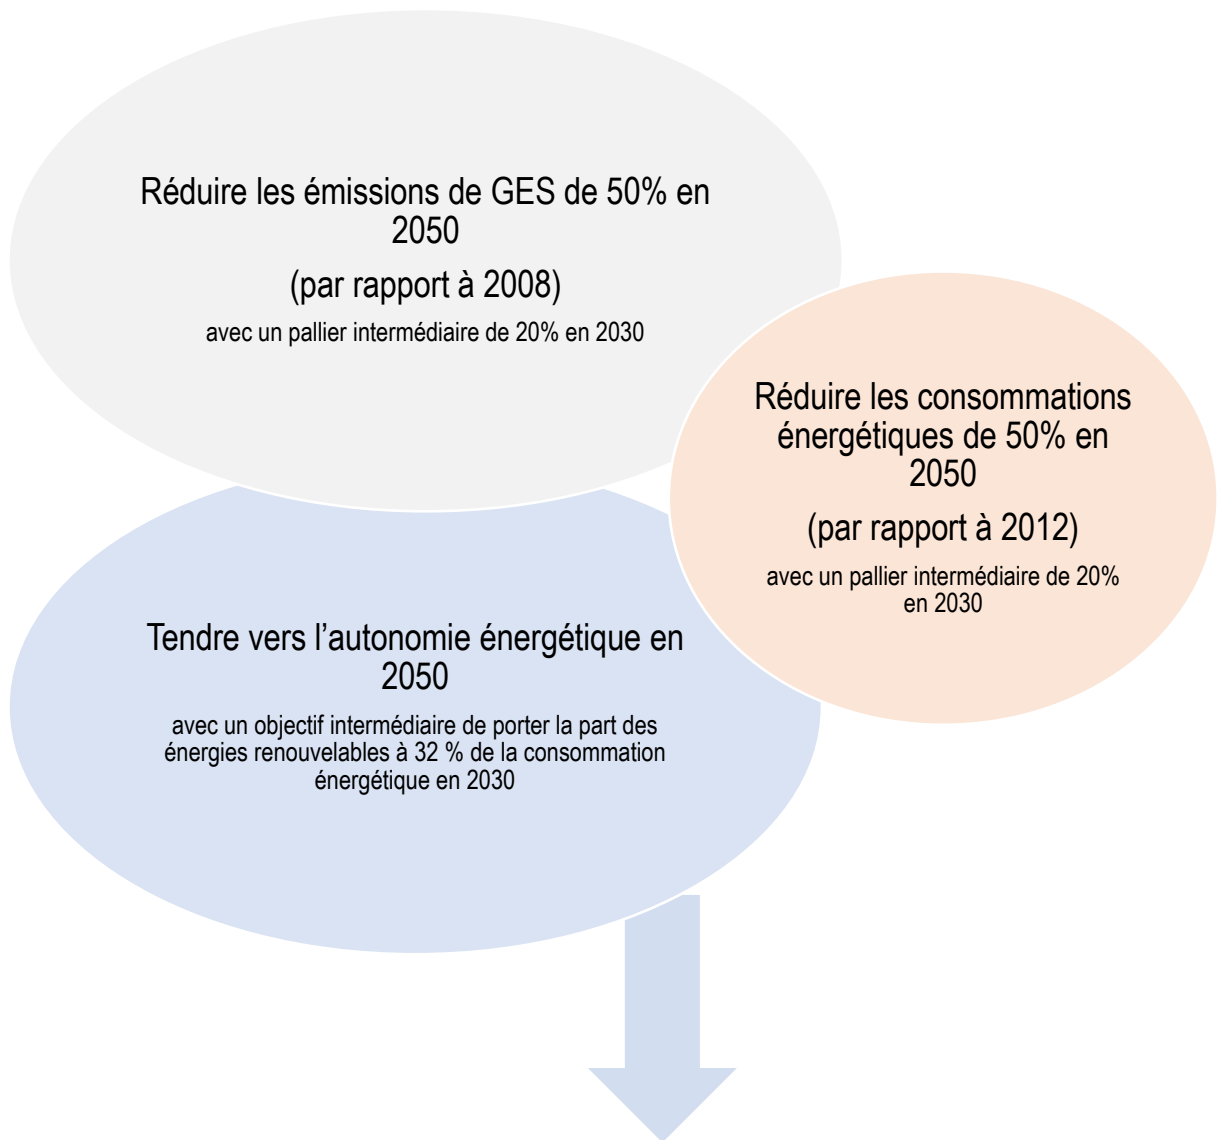 Réduire les émissions de GES de 50% en
2050
(par rapport à 2008)
avec un pallier intermédiaire de 20% en 2030
Réduire les consommations
énergétiques de 50% en
2050
(par rapport à 2012)
avec un pallier intermédiaire de 20%
en 2030
Tendre vers l’autonomie énergétique en
2050
avec un objectif intermédiaire de porter la part des
énergies renouvelables à 32 % de la consommation
énergétique en 2030